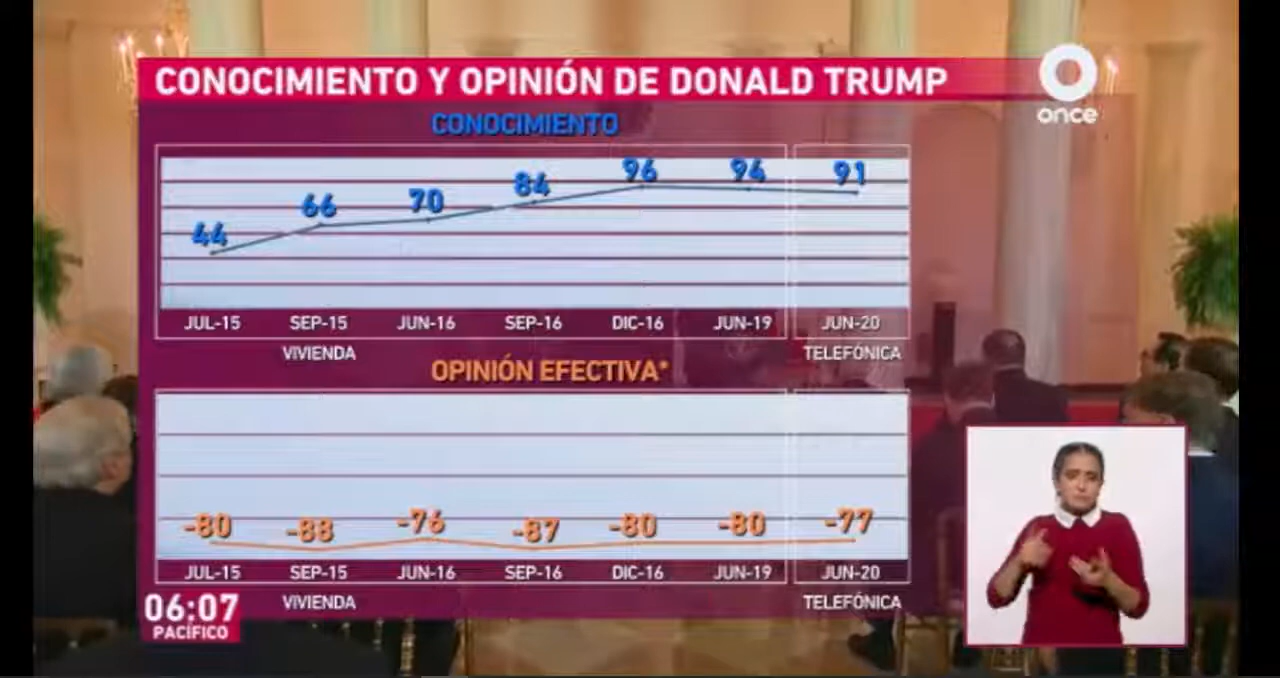 CONOCIMIENTO Y OPINIÓN DE DONALD TRUMP
once
CONOCIMIENTO
44 66 70 84 96 94 91
JUL-15 SEP-15 JUN-16 SEP-16 DIC-16 JUN-19 JUN-20
VIVIENDA TELEFÓNICA
OPINIÓN EFECTIVA*
-80 -88 -76 -87 -80 -80 -77
JUL-15 SEP-15 JUN-16 SEP-16 DIC-16 JUN-19 JUN-20
VIVIENDA TELEFÓNICA
06:07
PACÍFICO